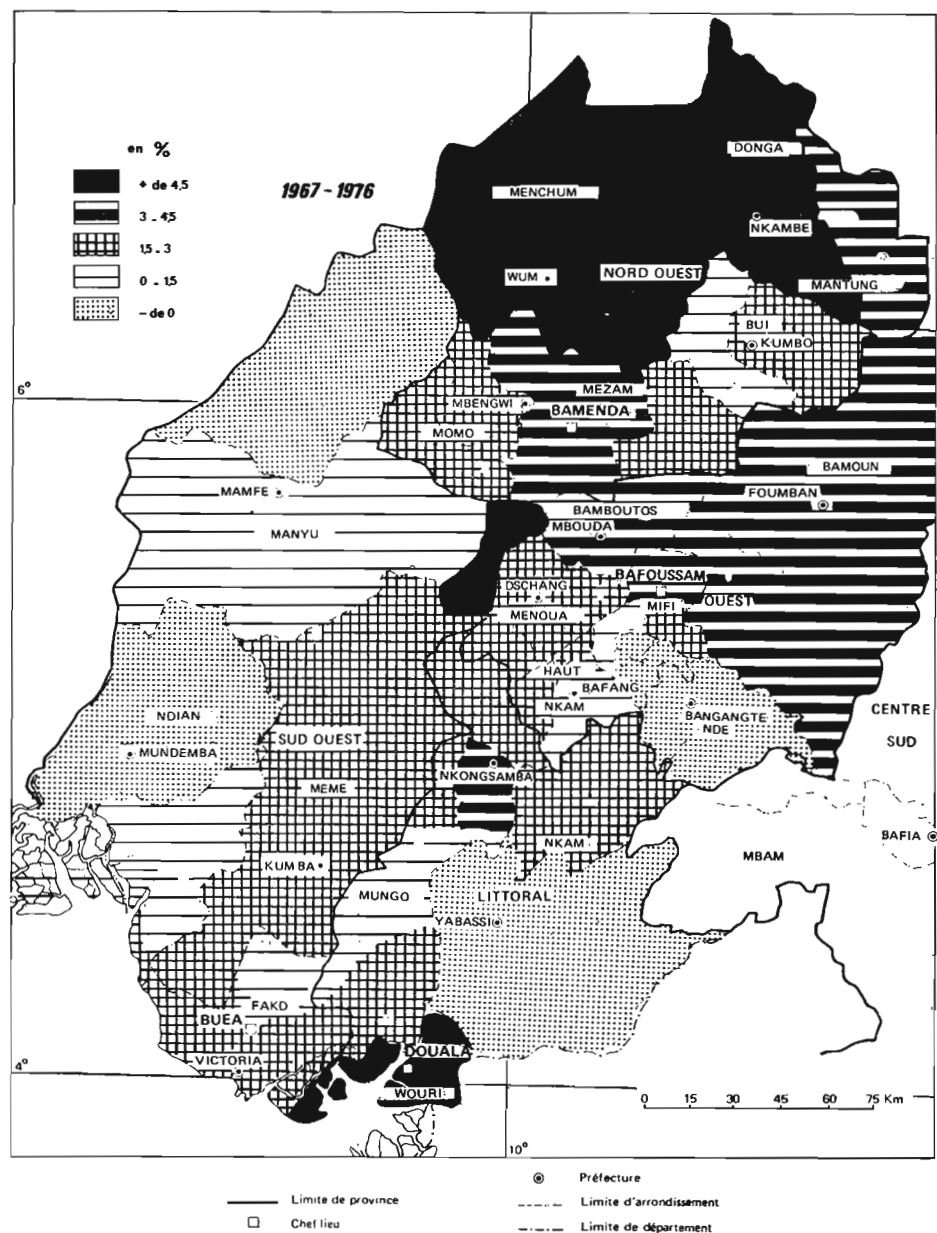 en %
+ de 4,5
3 - 4,5
1,5 - 3
0 - 1,5
- de 0
1967 - 1976
DONGA
MENCHUM
NKAMBE
WUM
NORD OUEST
MANTUNG
BUI
KUMBO
6°
MEZAM
MBENGWI
BAMENDA
MOMO
BAMOUN
MAMFE
FOUMBAN
BAMBOUTOS
MBOUDA
MANYU
BAFOUSSAM
DSCHANG
MIFI
OUEST
MENOUA
HAUT
BAFANG
NKAM
NDIAN
BANGANGTE
NDE
CENTRE
SUD
SUD OUEST
MUNDEMBA
NKONGSAMBA
MEME
BAFIA
NKAM
MBAM
KUMBA
MUNGO
LITTORAL
YABASSI
FAKD
BUEA
DOUALA
VICTORIA
4°
WOURI
0 15 30 45 60 75 Km
10°
Préfecture
Limite de province
Limite d'arrondissement
Chef lieu
Limite de département